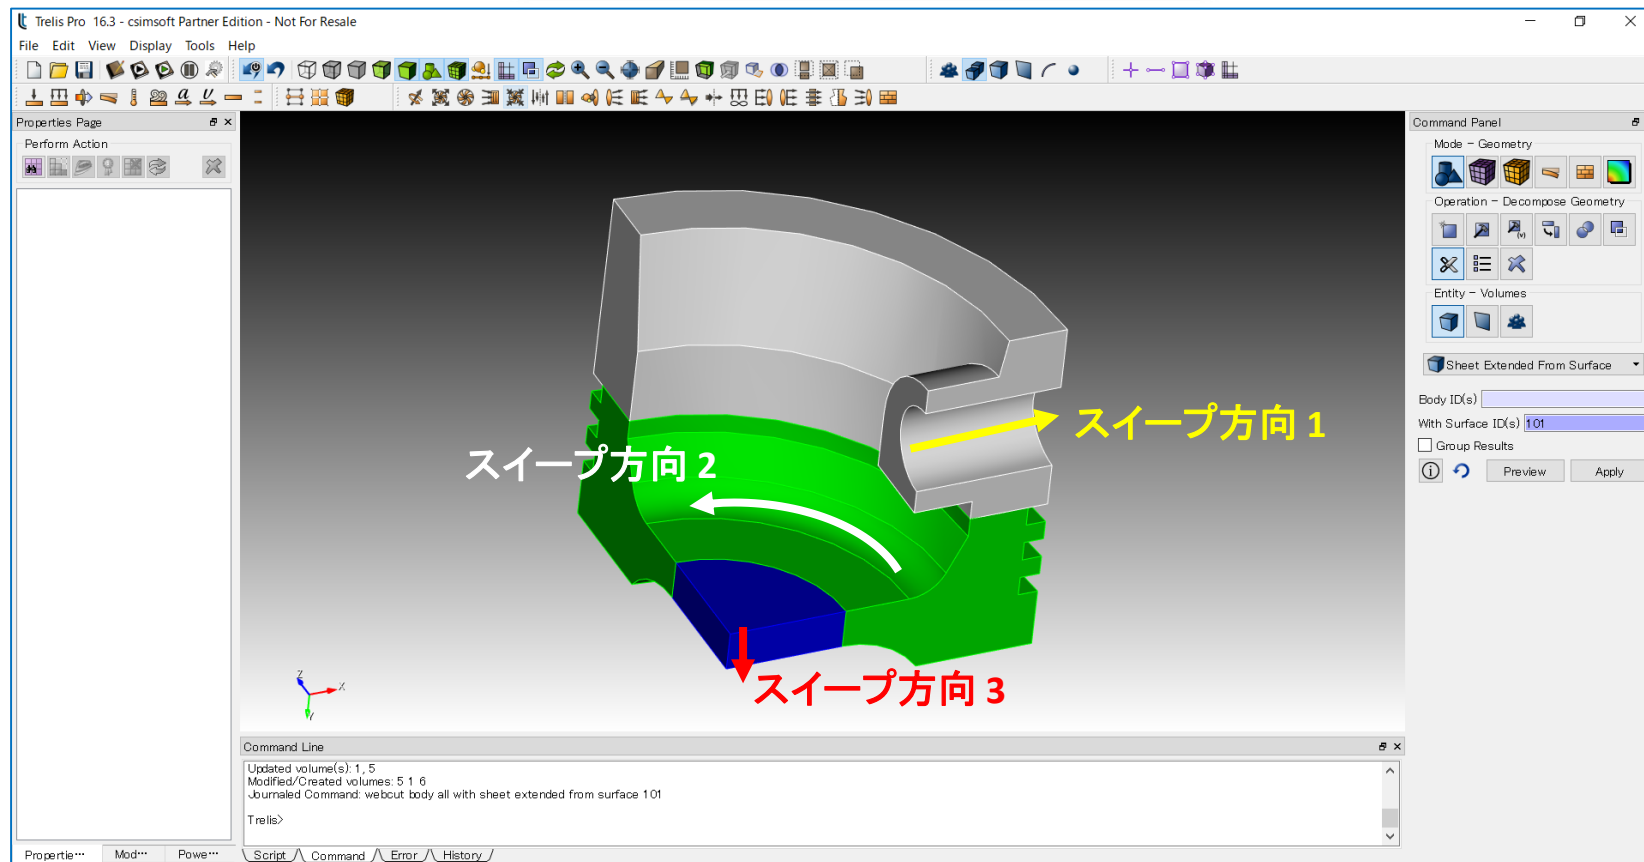 Trelis Pro 16.3 - csimsoft Partner Edition - Not For Resale
File Edit View Display Tools Help
Properties Page
Perform Action
Command Panel
Mode - Geometry
Operation - Decompose Geometry
Entity - Volumes
Sheet Extended From Surface
Body ID(s)
With Surface ID(s) 101
Group Results
Preview Apply
スイープ方向 1
スイープ方向 2
スイープ方向 3
Z
X
Y
Command Line
Updated volume(s): 1, 5
Modified/Created volumes: 5 1 6
Journaled Command: webcut body all with sheet extended from surface 101
Trelis>
Propertie… Mod… Powe…
Script Command Error History